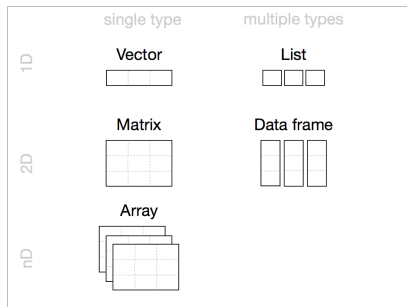 single type multiple types
1D
Vector List
2D
Matrix Data frame
nD
Array